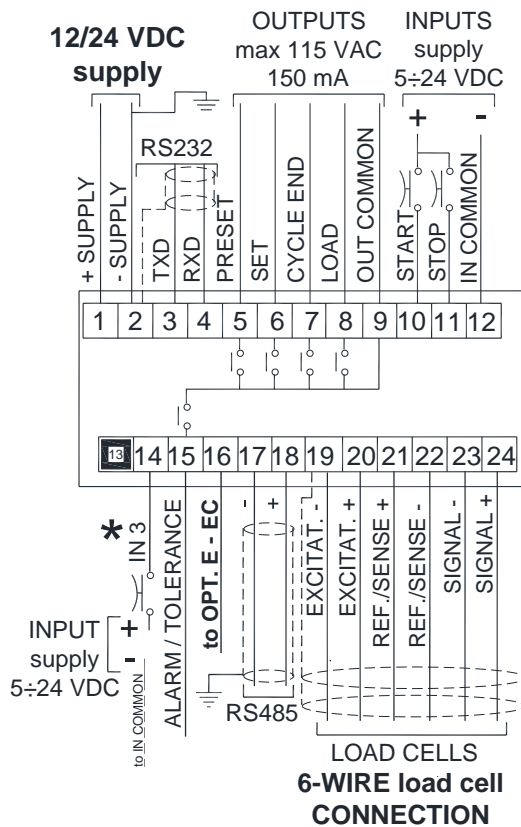 12/24 VDC
supply
OUTPUTS
max 115 VAC
150 mA
INPUTS
supply
5÷24 VDC
+ -
RS232
+ SUPPLY
- SUPPLY
TXD
RXD
PRESET
SET
CYCLE END
LOAD
OUT COMMON
START
STOP
IN COMMON
1 2 3 4 5 6 7 8 9 10 11 12
13 14 15 16 17 18 19 20 21 22 23 24
*
IN 3
ALARM / TOLERANCE
to OPT. E - EC
- +
EXCITAT. -
EXCITAT. +
REF./SENSE +
REF./SENSE -
SIGNAL -
SIGNAL +
INPUT
supply
5÷24 VDC
+
-
to IN COMMON
RS485
LOAD CELLS
6-WIRE load cell
CONNECTION